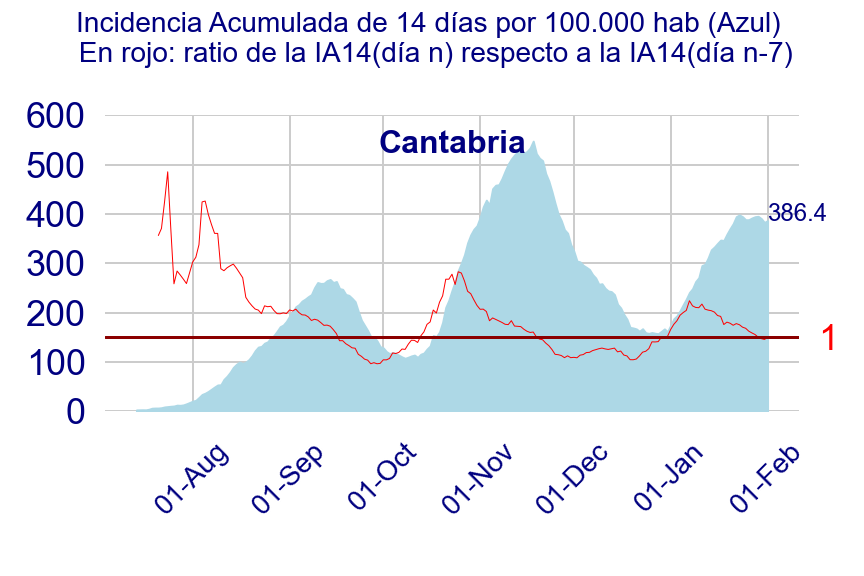 Incidencia Acumulada de 14 días por 100.000 hab (Azul)
En rojo: ratio de la IA14(día n) respecto a la IA14(día n-7)
Cantabria
600
500
400
300
200
100
0
386.4
1
01-Aug
01-Sep
01-Oct
01-Nov
01-Dec
01-Jan
01-Feb